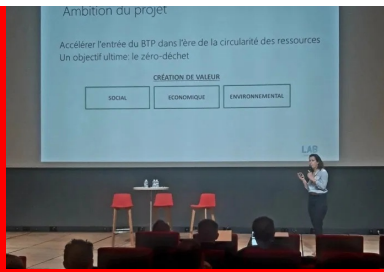 Ambition du projet
Accélérer l'entrée du BTP dans l'ère de la circularité des ressources
Un objectif ultime: le zéro-déchet
CRÉATION DE VALEUR
SOCIAL
ECONOMIQUE
ENVIRONNEMENTAL
LAB